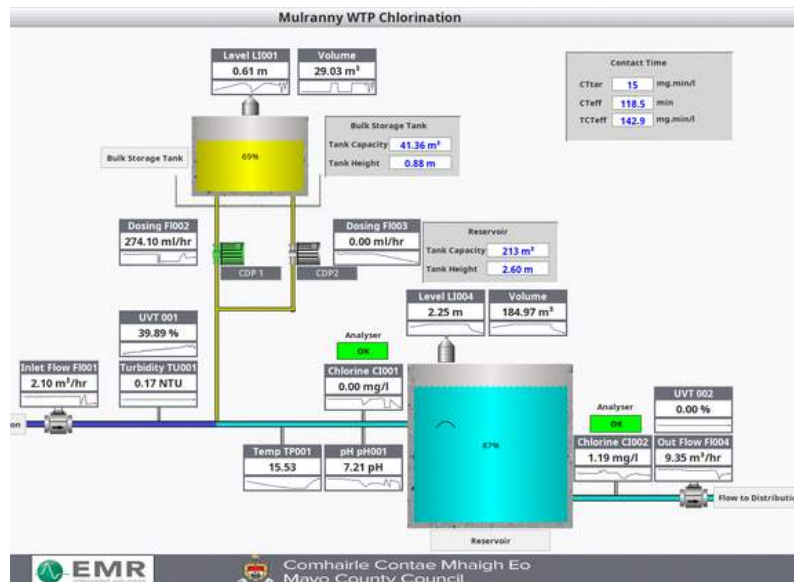 Mulranny WTP Chlorination
Level LI001
0.61 m
Volume
29.03 m³
Contact Time
CTtar 15 mg.min/l
CTeff 118.5 min
TCTeff 142.9 mg.min/l
Bulk Storage Tank
69%
Bulk Storage Tank
Tank Capacity 41.36 m³
Tank Height 0.88 m
Dosing Fl002
274.10 ml/hr
CDP 1
CDP2
Dosing Fl003
0.00 ml/hr
Reservoir
Tank Capacity 213 m³
Tank Height 2.60 m
UVT 001
39.89 %
Level LI004
2.25 m
Volume
184.97 m³
Analyser
OK
Inlet Flow Fl001
2.10 m³/hr
Turbidity TU001
0.17 NTU
Chlorine CI001
0.00 mg/l
UVT 002
0.00 %
Analyser
OK
on
Temp TP001
15.53
pH pH001
7.21 pH
87%
Chlorine CI002
1.19 mg/l
Out Flow Fl004
9.35 m³/hr
Flow to Distributi
Reservoir
EMR
Comhairle Contae Mhaigh Eo
Mayo County Council